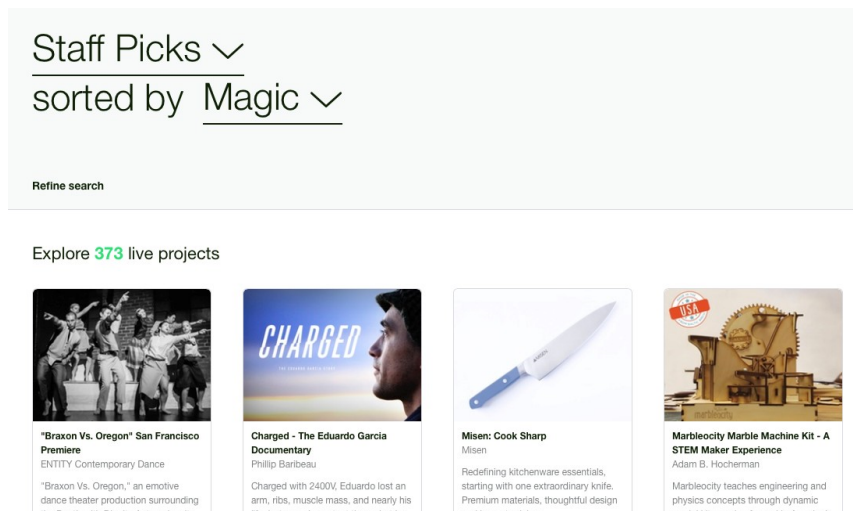 Staff Picks
sorted by Magic
Refine search
Explore 373 live projects
CHARGED
USA
marbleocity
"Braxon Vs. Oregon" San Francisco
Premiere
ENTITY Contemporary Dance
"Braxon Vs. Oregon," an emotive
dance theater production surrounding
Charged - The Eduardo Garcia
Documentary
Phillip Baribeau
Charged with 2400V, Eduardo lost an
arm, ribs, muscle mass, and nearly his
Misen: Cook Sharp
Misen
Redefining kitchenware essentials,
starting with one extraordinary knife.
Premium materials, thoughtful design
Marbleocity Marble Machine Kit - A
STEM Maker Experience
Adam B. Hocherman
Marbleocity teaches engineering and
physics concepts through dynamic